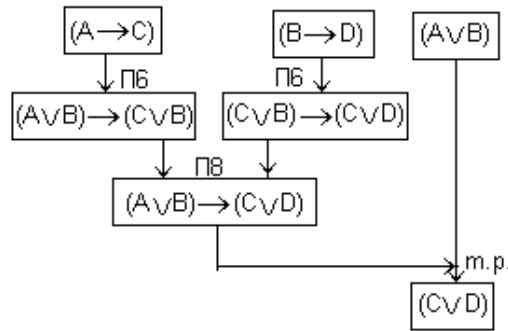 (A→C) (B→D) (A∨B)
П6 П6
(A∨B)→(C∨B) (C∨B)→(C∨D)
П8
(A∨B)→(C∨D)
m.p.
(C∨D)